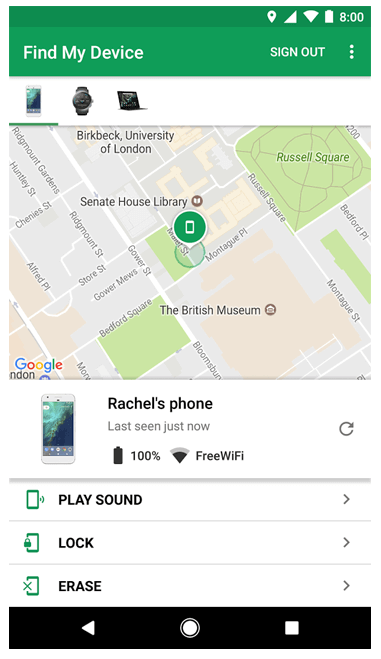 8:00
Find My Device
SIGN OUT
Birkbeck, University
of London
Russell Square
Ridgmount Gardens
Huntley St
Chenies St
Ridgmount St
Senate House Library
Russell Square
Bedford Pl
Malet St
Montague Pl
Alfred Pl
Store St
Gower St
Gower Mews
Bedford Square
The British Museum
Montague St
Bloomsbury
Google
ndon
Rachel's phone
Last seen just now
100%
FreeWiFi
PLAY SOUND
LOCK
ERASE